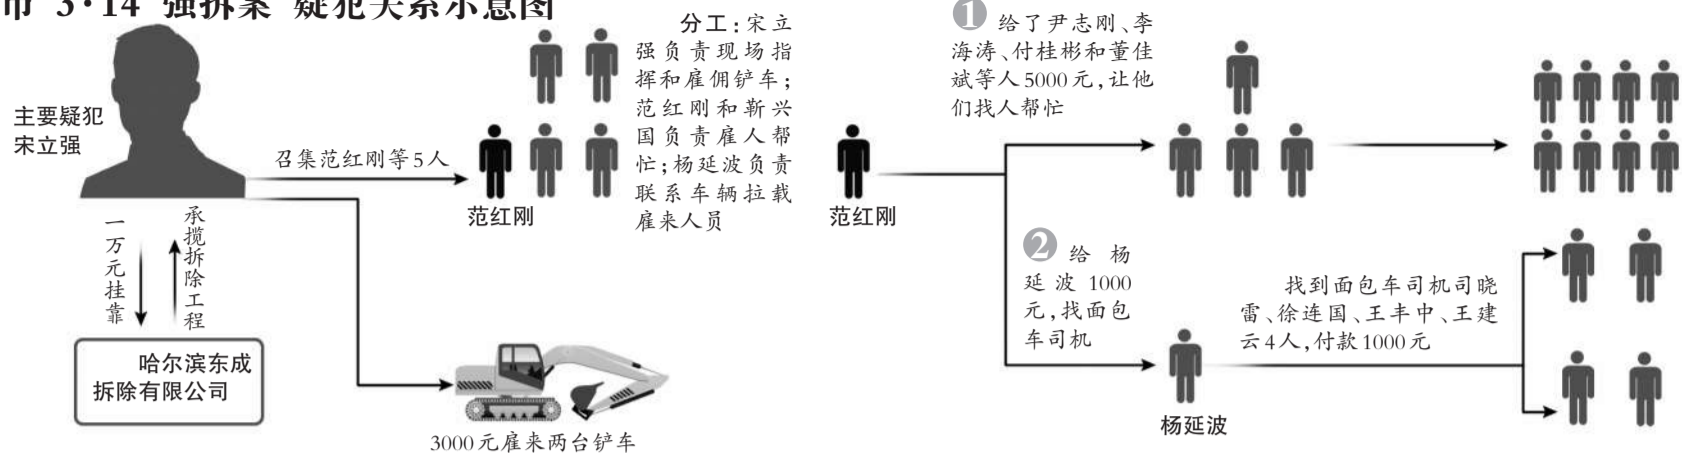 市“3·14”强拆案”疑犯关系示意图
主要疑犯
宋立强
召集范红刚等5人
范红刚
一万元挂靠
承揽拆除工程
哈尔滨东成
拆除有限公司
3000元雇来两台铲车
分工:宋立
强负责现场指
挥和雇佣铲车;
范红刚和靳兴
国负责雇人帮
忙;杨延波负责
联系车辆拉载
雇来人员
范红刚
1 给了尹志刚、李
海涛、付桂彬和董佳
斌等人5000元,让他
们找人帮忙
2 给杨
延波1000
元,找面包
车司机
杨延波
找到面包车司机司晓
雷、徐连国、王丰中、王建
云4人,付款1000元